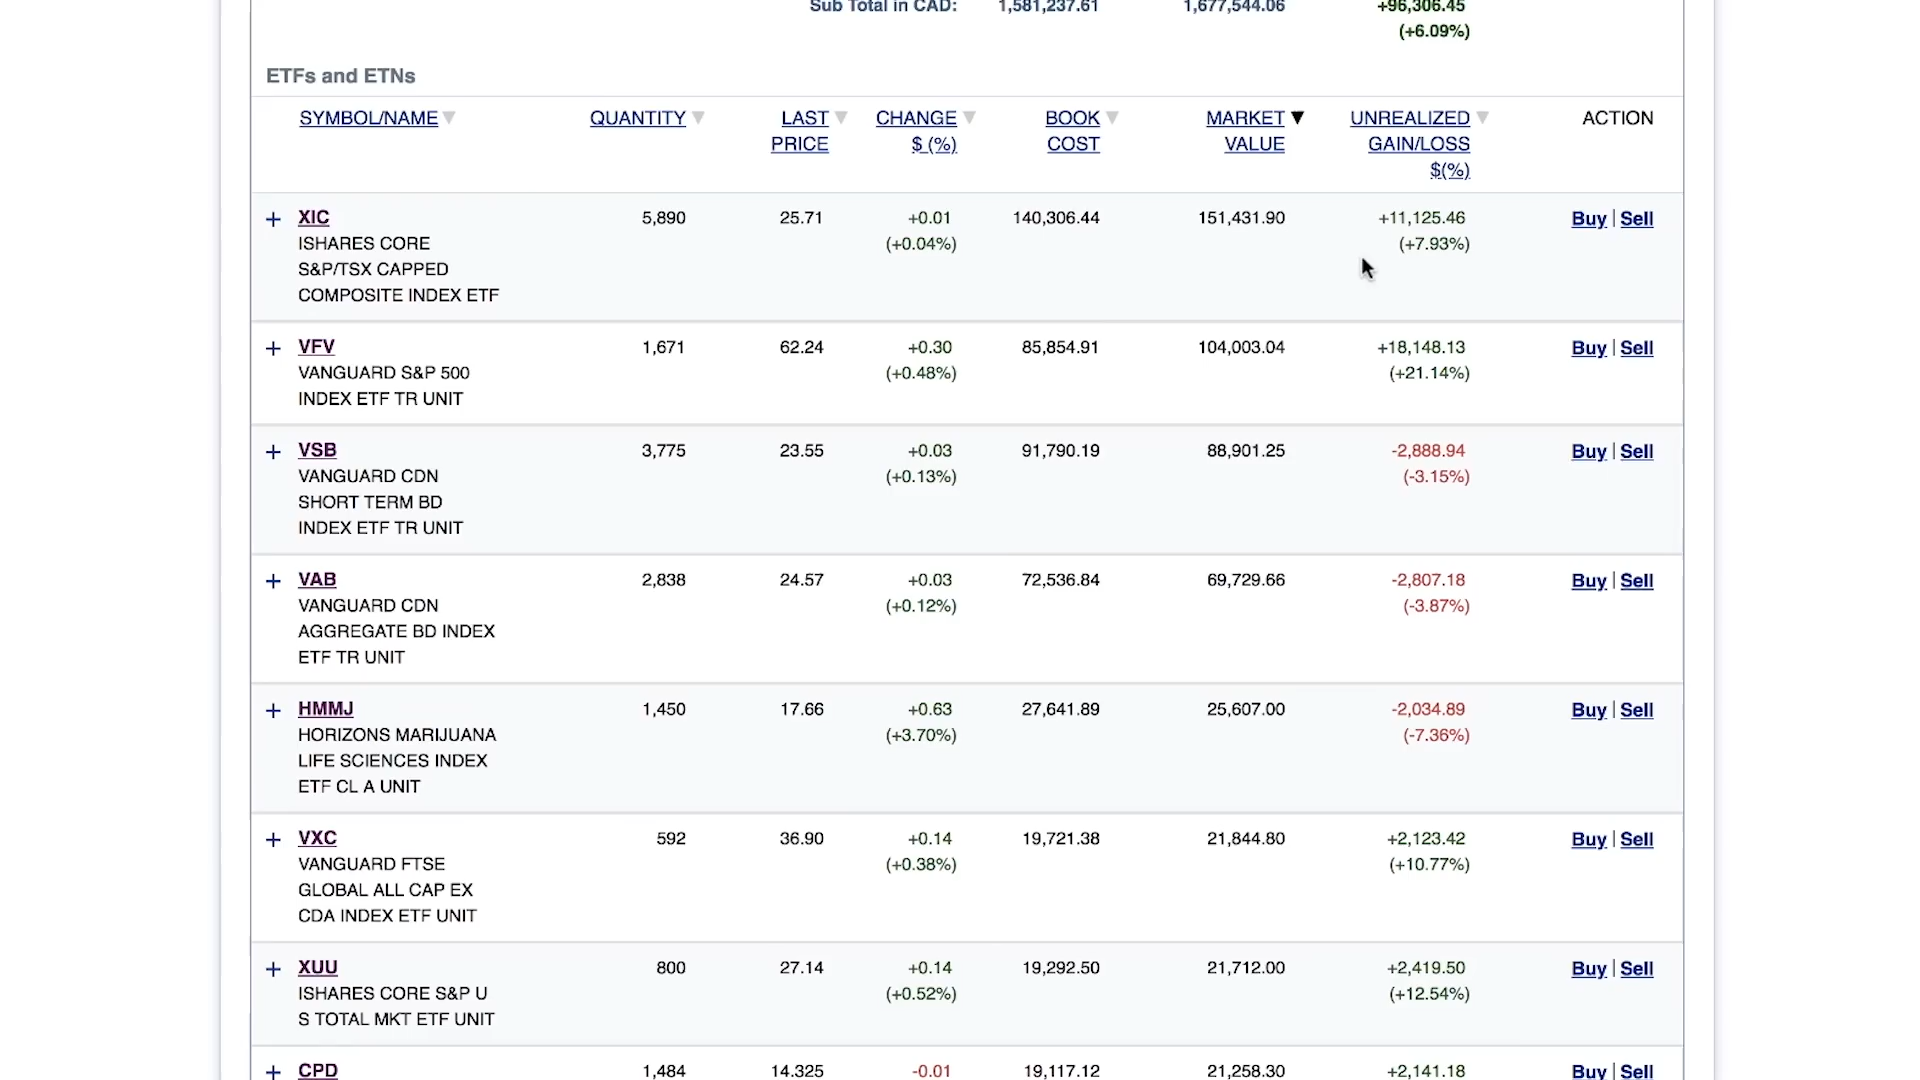 Sub Total in CAD: 1,581,237.61 1,677,544.06 +96,306.45
(+6.09%)
ETFs and ETNs
SYMBOL/NAME QUANTITY LAST CHANGE BOOK MARKET UNREALIZED ACTION
PRICE $ (%) COST VALUE GAIN/LOSS
$(%)
+ XIC 5,890 25.71 +0.01 140,306.44 151,431.90 +11,125.46 Buy | Sell
ISHARES CORE (+0.04%) (+7.93%)
S&P/TSX CAPPED
COMPOSITE INDEX ETF
+ VFV 1,671 62.24 +0.30 85,854.91 104,003.04 +18,148.13 Buy | Sell
VANGUARD S&P 500 (+0.48%) (+21.14%)
INDEX ETF TR UNIT
+ VSB 3,775 23.55 +0.03 91,790.19 88,901.25 -2,888.94 Buy | Sell
VANGUARD CDN (+0.13%) (-3.15%)
SHORT TERM BD
INDEX ETF TR UNIT
+ VAB 2,838 24.57 +0.03 72,536.84 69,729.66 -2,807.18 Buy | Sell
VANGUARD CDN (+0.12%) (-3.87%)
AGGREGATE BD INDEX
ETF TR UNIT
+ HMMJ 1,450 17.66 +0.63 27,641.89 25,607.00 -2,034.89 Buy | Sell
HORIZONS MARIJUANA (+3.70%) (-7.36%)
LIFE SCIENCES INDEX
ETF CL A UNIT
+ VXC 592 36.90 +0.14 19,721.38 21,844.80 +2,123.42 Buy | Sell
VANGUARD FTSE (+0.38%) (+10.77%)
GLOBAL ALL CAP EX
CDA INDEX ETF UNIT
+ XUU 800 27.14 +0.14 19,292.50 21,712.00 +2,419.50 Buy | Sell
ISHARES CORE S&P U (+0.52%) (+12.54%)
S TOTAL MKT ETF UNIT
+ CPD 1,484 14.325 -0.01 19,117.12 21,258.30 +2,141.18 Buy | Sell